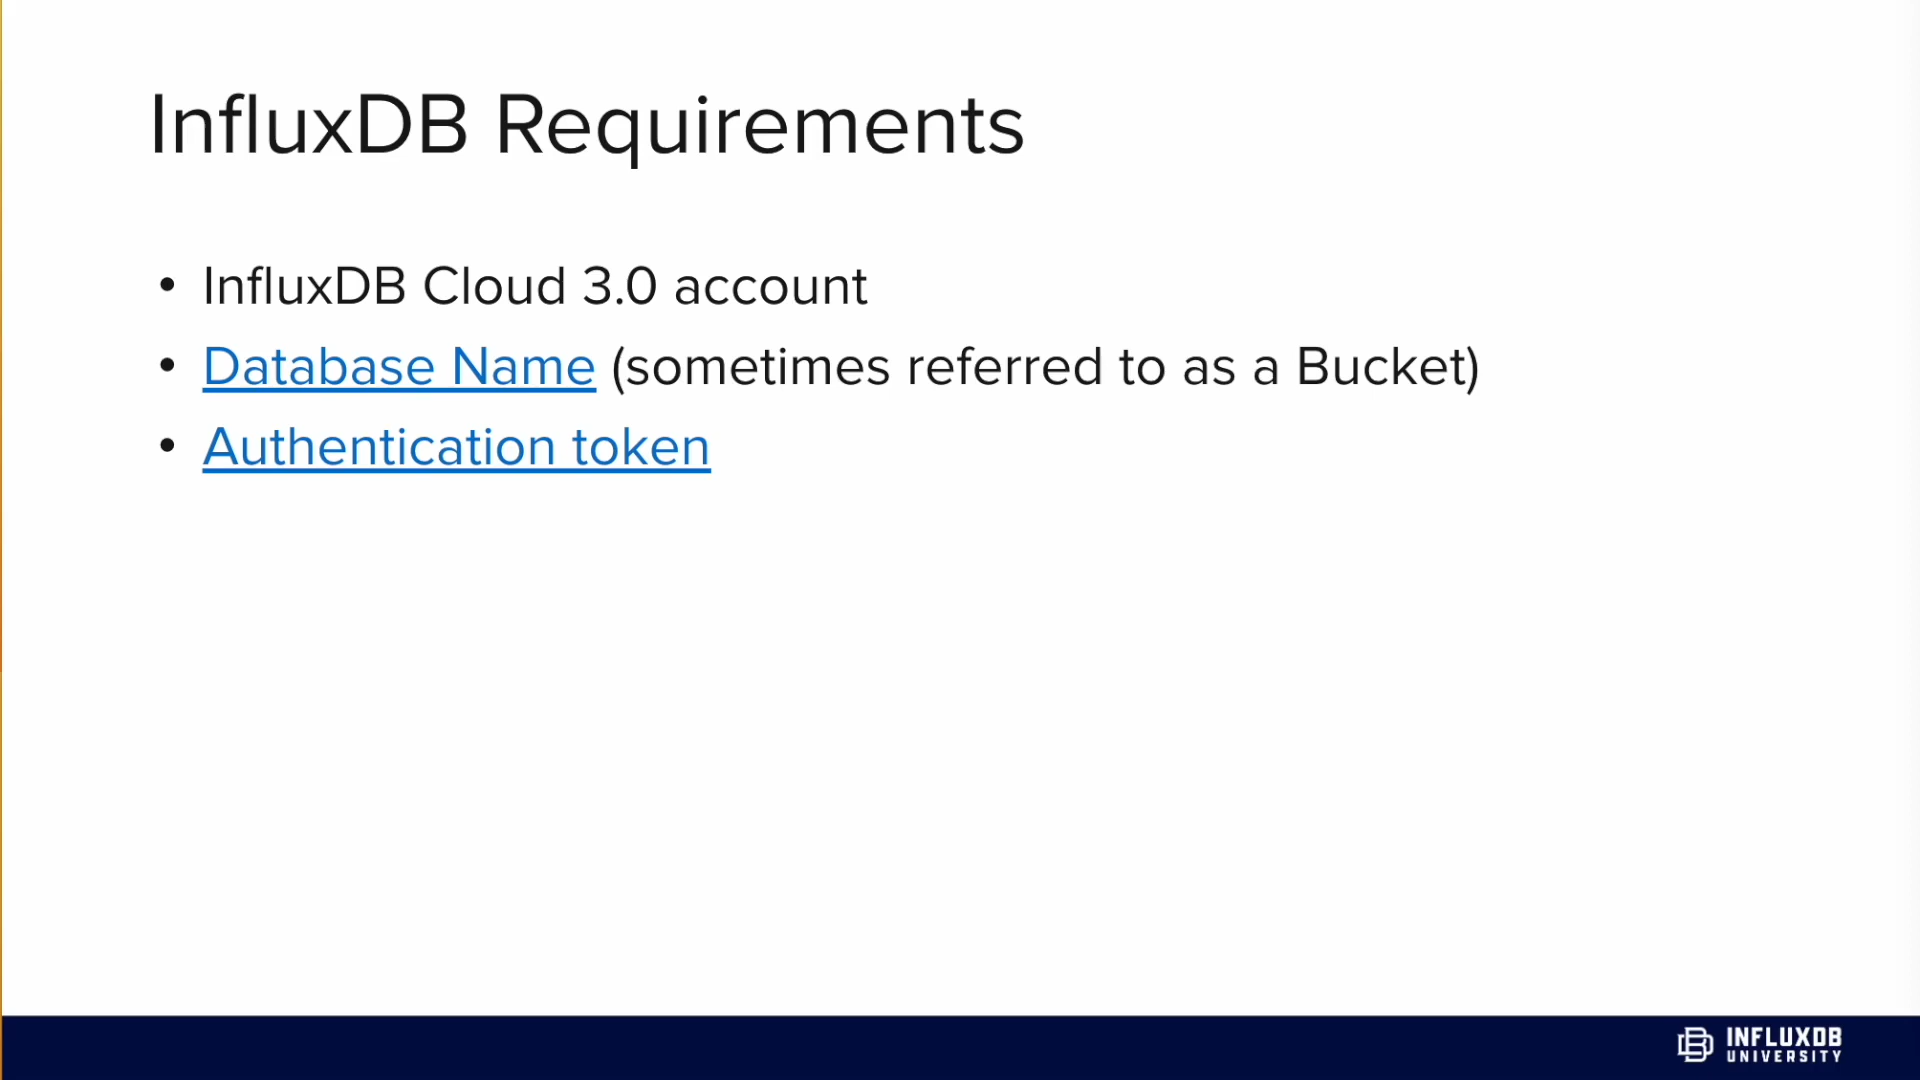 InfluxDB Requirements
• InfluxDB Cloud 3.0 account
• Database Name (sometimes referred to as a Bucket)
• Authentication token
INFLUXDB
UNIVERSITY